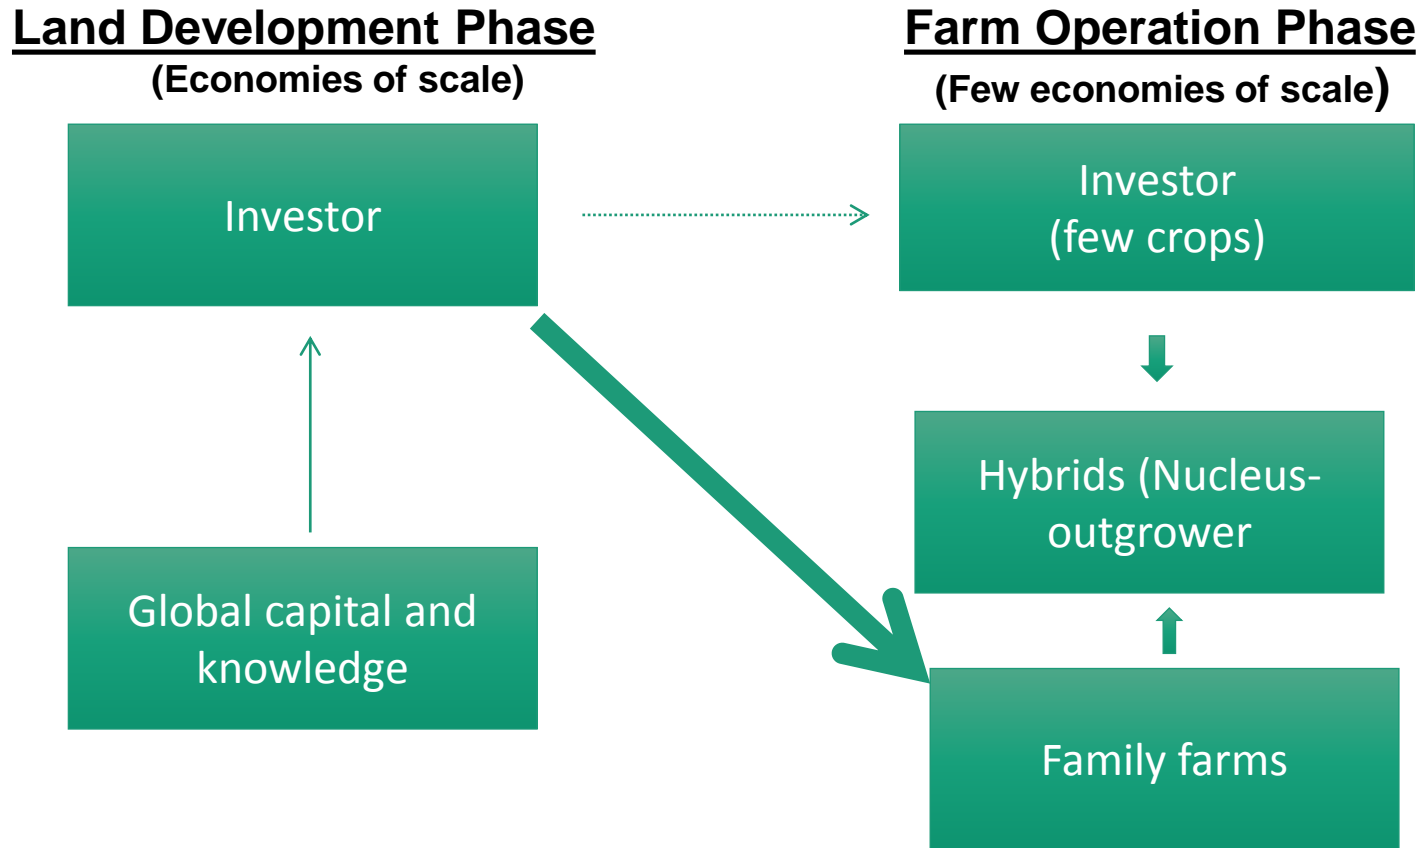 Land Development Phase
(Economies of scale)
Investor
Global capital and
knowledge
Farm Operation Phase
(Few economies of scale)
Investor
(few crops)
Hybrids (Nucleus-
outgrower
Family farms